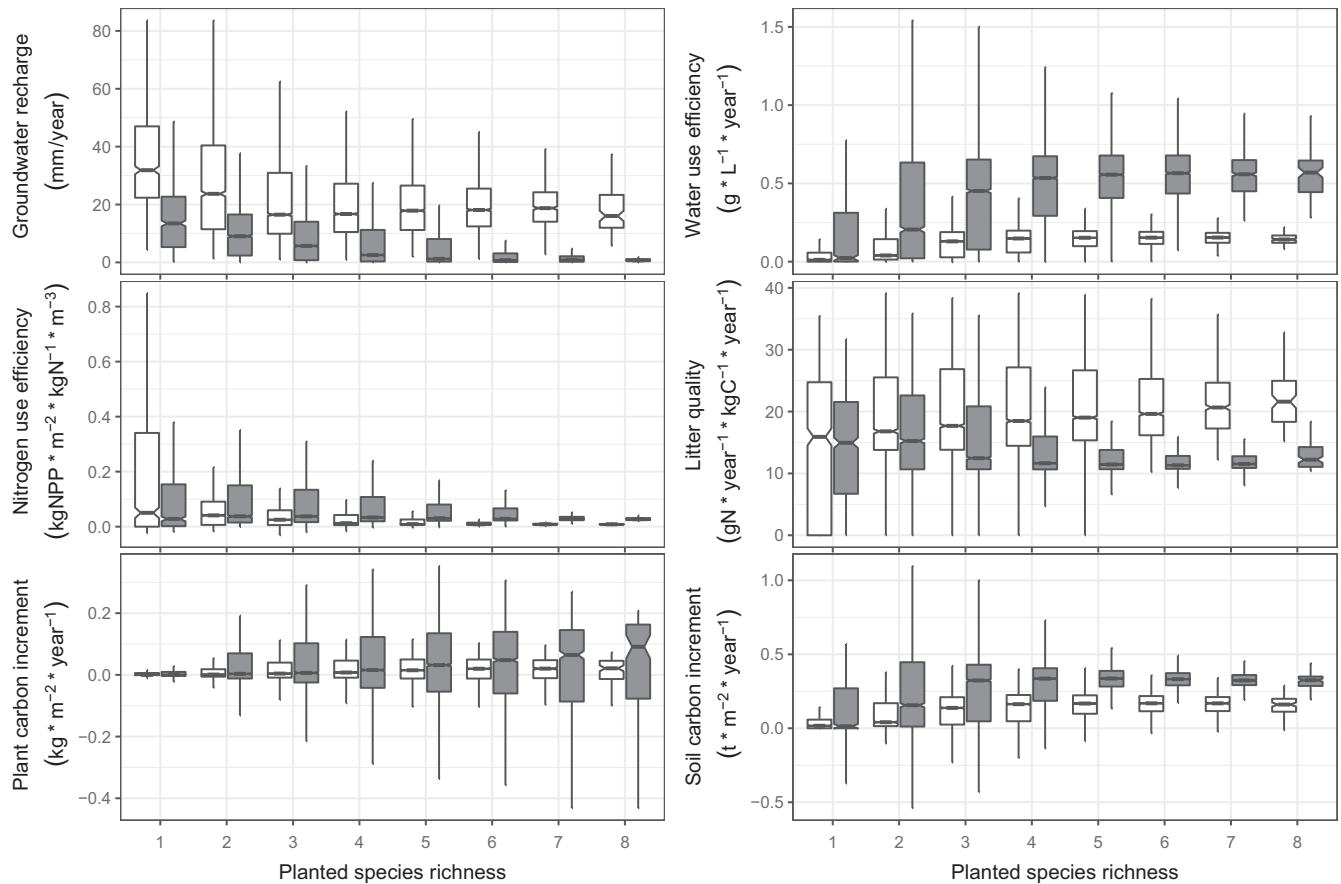 Groundwater recharge
(mm/year)
80
60
40
20
0
Water use efficiency
(g * L⁻¹ * year⁻¹)
1.5
1.0
0.5
0.0
Nitrogen use efficiency
(kgNPP * m⁻² * kgN⁻¹ * m⁻³)
0.8
0.6
0.4
0.2
0.0
Litter quality
(gN * year⁻¹ * kgC⁻¹ * year⁻¹)
40
30
20
10
0
Plant carbon increment
(kg * m⁻² * year⁻¹)
0.2
0.0
−0.2
−0.4
Soil carbon increment
(t * m⁻² * year⁻¹)
1.0
0.5
0.0
−0.5
1 2 3 4 5 6 7 8
Planted species richness
1 2 3 4 5 6 7 8
Planted species richness